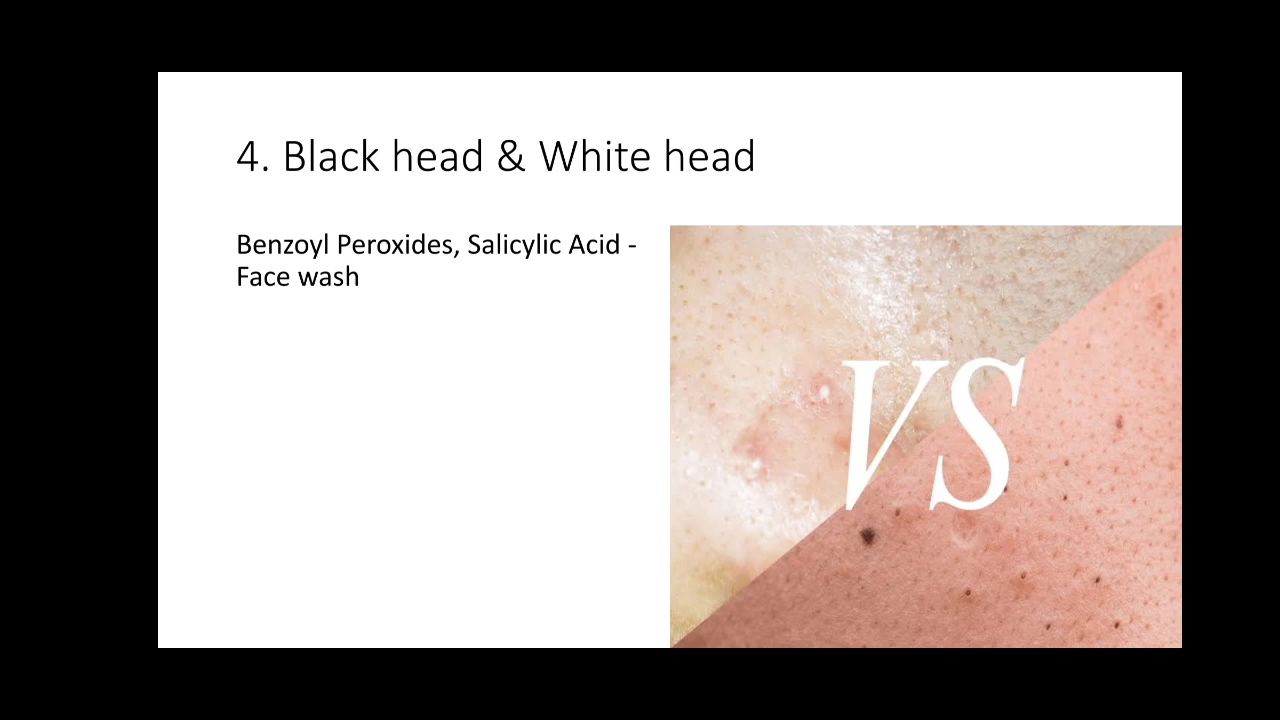 4. Black head & White head
Benzoyl Peroxides, Salicylic Acid -
Face wash
VS